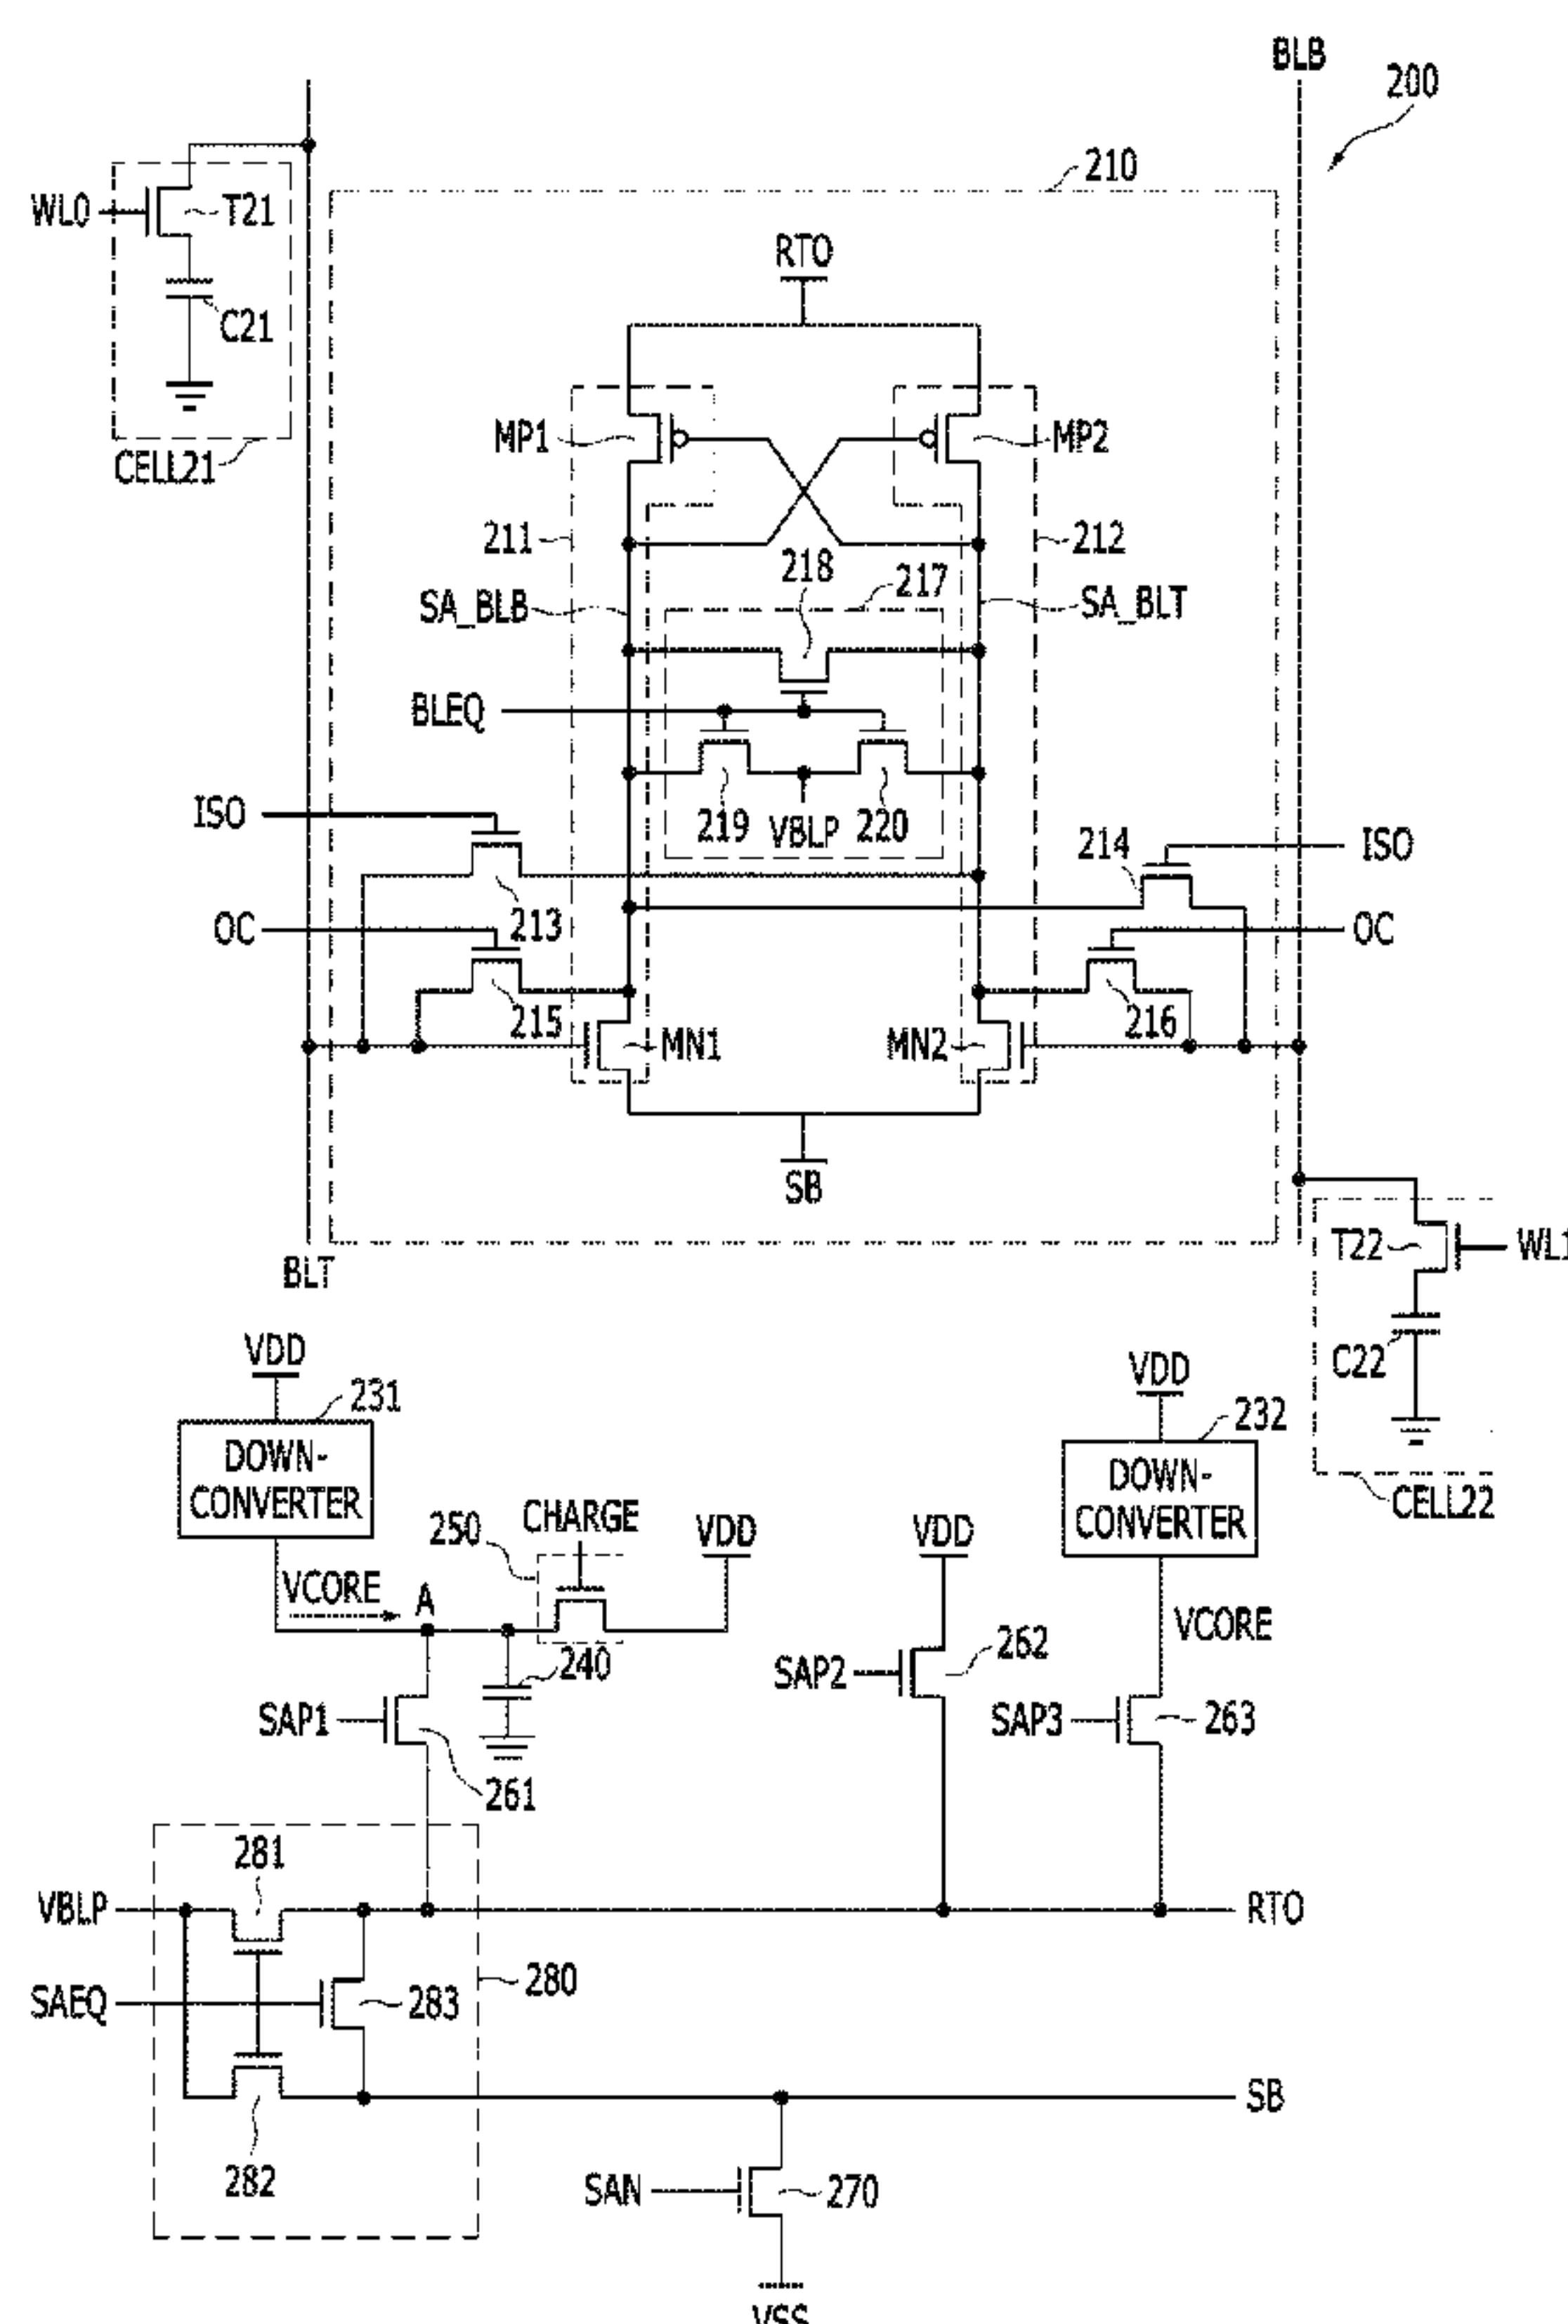 BLB
200
210
WL0
T21
RTO
C21
MP1
MP2
CELL21
211
212
218
217
SA_BLB
SA_BLT
BLEQ
219
VBLP
220
ISO
214
ISO
213
OC
OC
215
216
MN1
MN2
SB
BLT
T22
WL1
C22
CELL22
VDD
231
DOWN-
CONVERTER
VDD
232
DOWN-
CONVERTER
250
CHARGE
VDD
VDD
VCORE
A
VCORE
240
262
SAP1
SAP2
SAP3
263
261
281
VBLP
RTO
280
SAEQ
283
SB
282
SAN
270
VSS